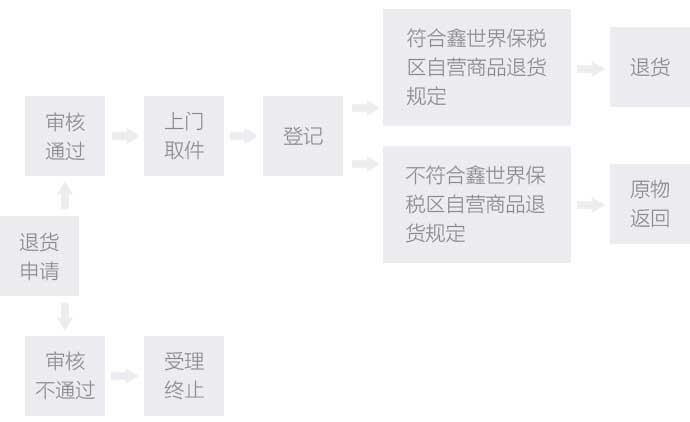 退货
申请
审核
通过
上门
取件
登记
符合鑫世界保税
区自营商品退货
规定
退货
不符合鑫世界保
税区自营商品退
货规定
原物
返回
审核
不通过
受理
终止